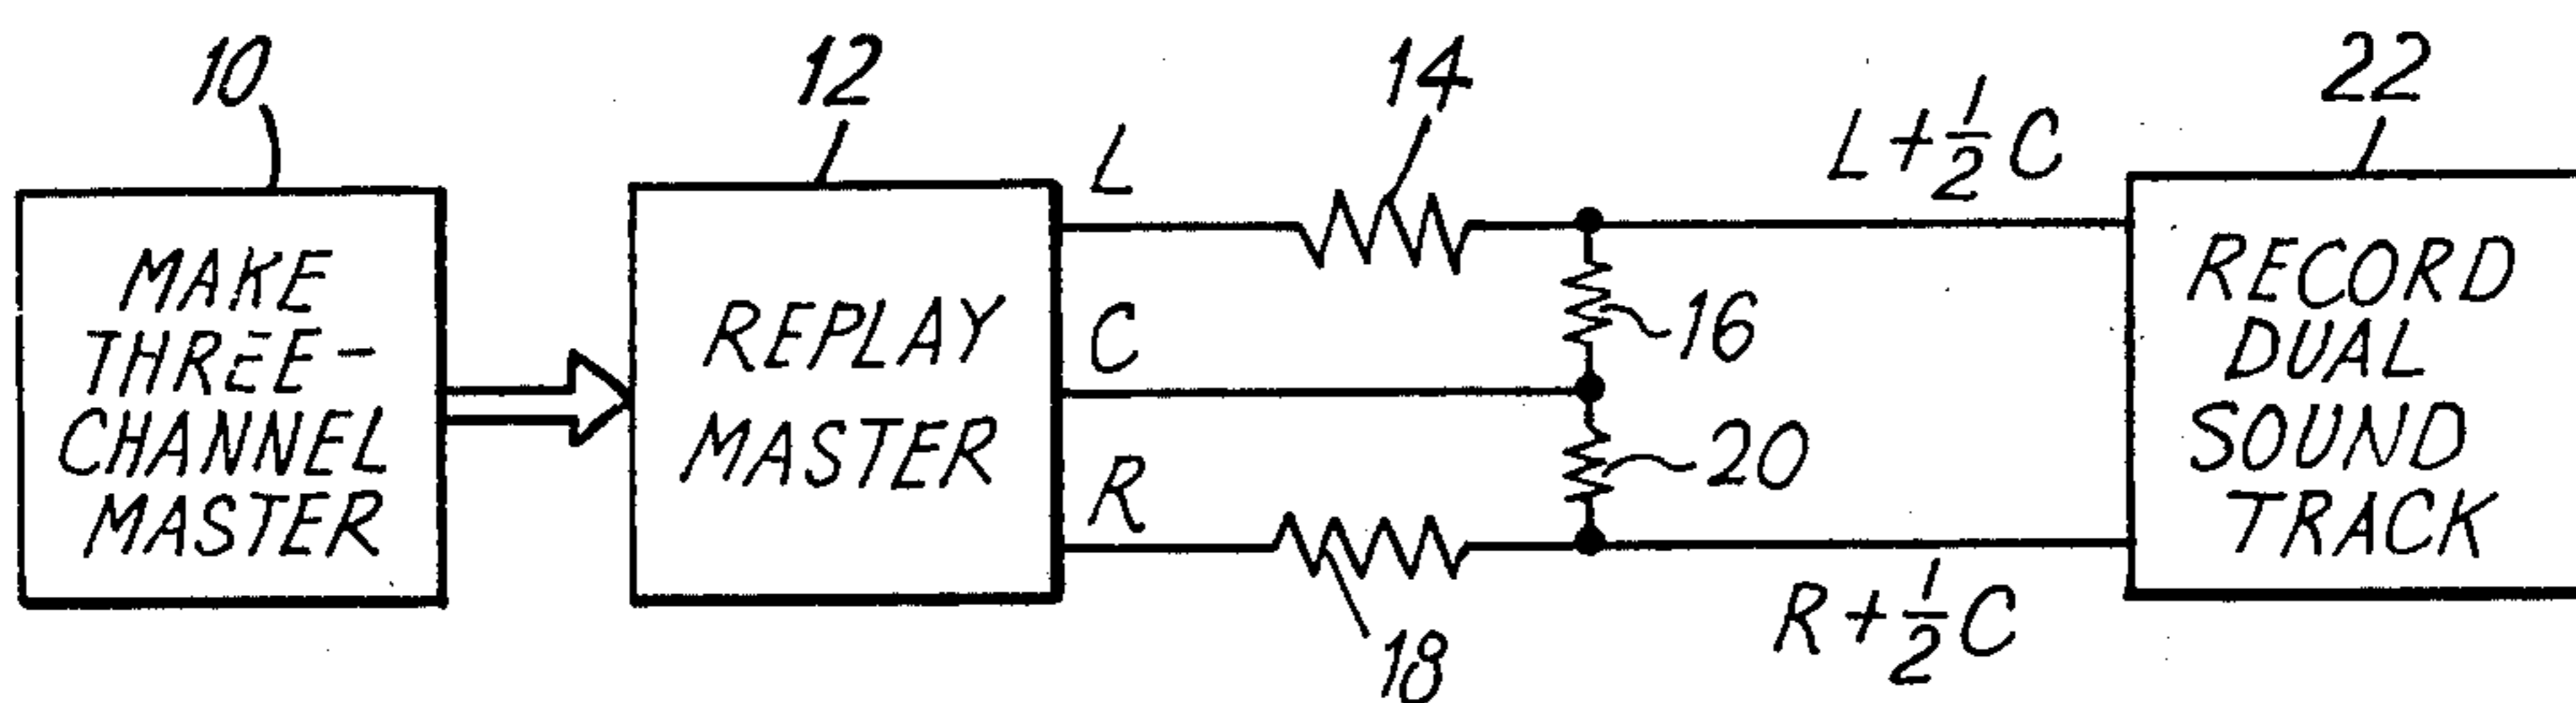 10
12
14
22
MAKE
THREE-
CHANNEL
MASTER
REPLAY
MASTER
L
C
R
16
20
18
L+½C
R+½C
RECORD
DUAL
SOUND
TRACK